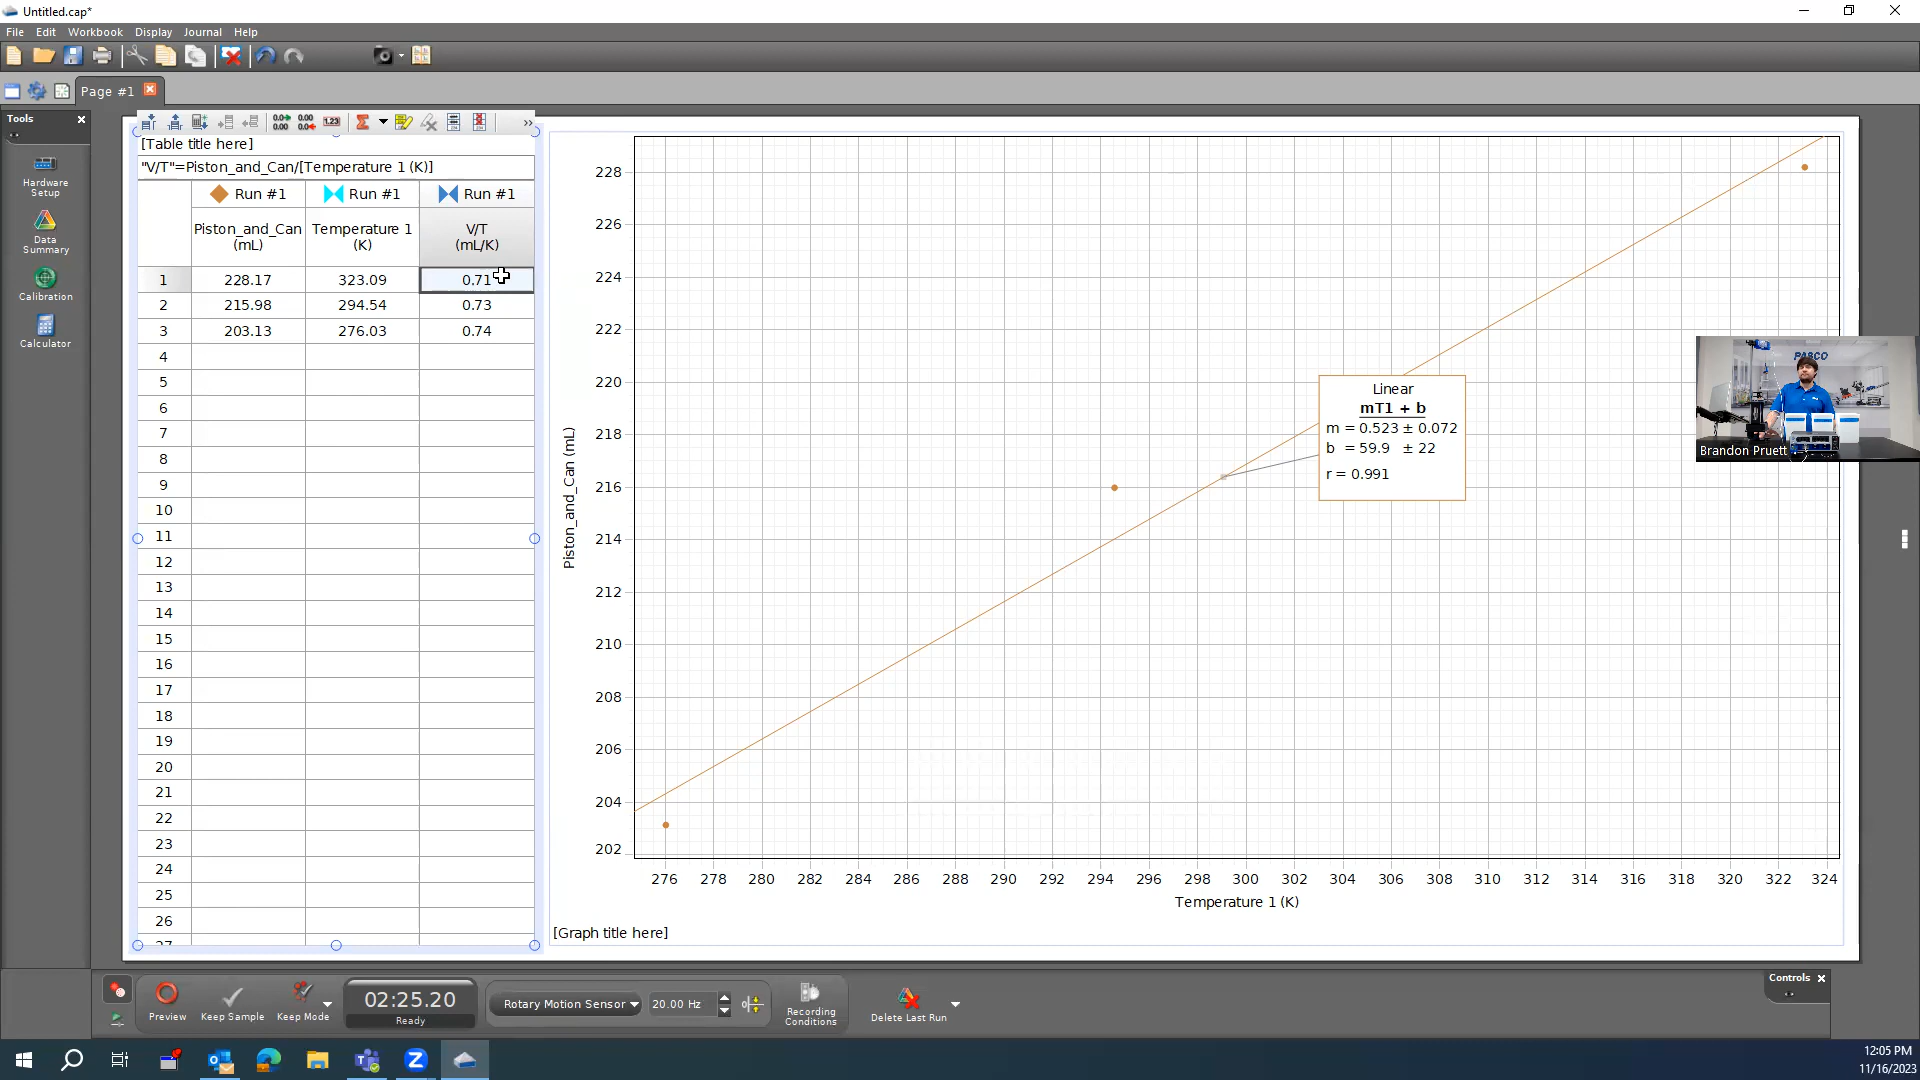 Untitled.cap*
File Edit Workbook Display Journal Help
Page #1
Tools
Hardware
Setup
Data
Summary
Calibration
Calculator
[Table title here]
"V/T"=Piston_and_Can/[Temperature 1 (K)]
Run #1 Run #1 Run #1
Piston_and_Can
(mL)
Temperature 1
(K)
V/T
(mL/K)
1 228.17 323.09 0.71
2 215.98 294.54 0.73
3 203.13 276.03 0.74
4
5
6
7
8
9
10
11
12
13
14
15
16
17
18
19
20
21
22
23
24
25
26
27
Piston_and_Can (mL)
228
226
224
222
220
218
216
214
212
210
208
206
204
202
Linear
mT1 + b
m = 0.523 ± 0.072
b = 59.9 ± 22
r = 0.991
276 278 280 282 284 286 288 290 292 294 296 298 300 302 304 306 308 310 312 314 316 318 320 322 324
Temperature 1 (K)
[Graph title here]
PASCO
Brandon Pruett
Preview
Keep Sample
Keep Mode
02:25.20
Ready
Rotary Motion Sensor
20.00 Hz
Recording
Conditions
Delete Last Run
Controls
12:05 PM
11/16/2023